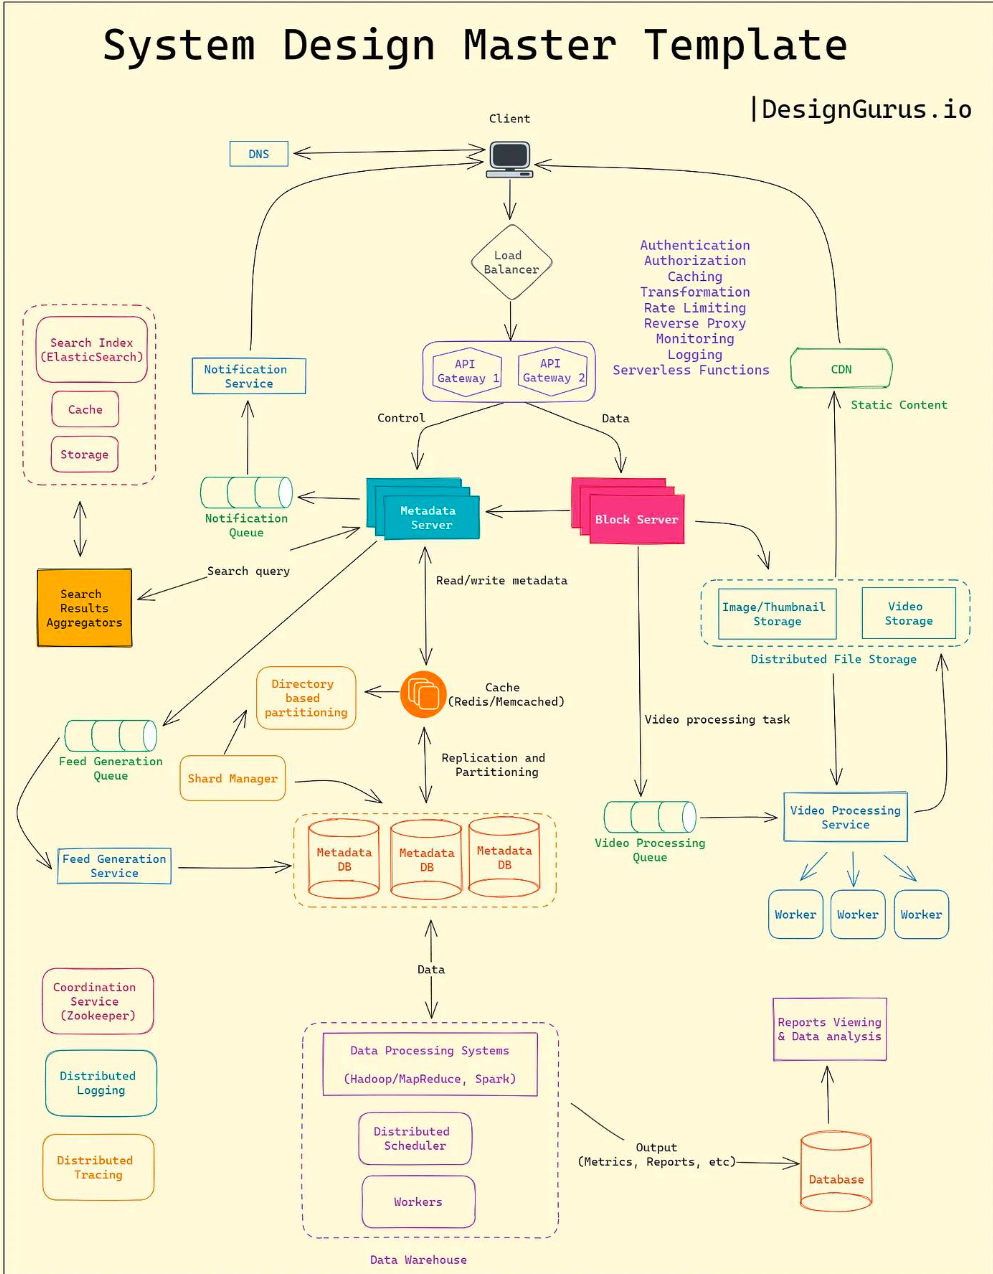 System Design Master Template
|DesignGurus.io
Client
DNS
Load
Balancer
Authentication
Authorization
Caching
Transformation
Rate Limiting
Reverse Proxy
Monitoring
Logging
Serverless Functions
Search Index
(ElasticSearch)
Cache
Storage
Notification
Service
API
Gateway 1
API
Gateway 2
CDN
Static Content
Control
Data
Notification
Queue
Metadata
Server
Block Server
Search query
Read/write metadata
Search
Results
Aggregators
Image/Thumbnail
Storage
Video
Storage
Distributed File Storage
Directory
based
partitioning
Cache
(Redis/Memcached)
Video processing task
Feed Generation
Queue
Shard Manager
Replication and
Partitioning
Video Processing
Queue
Video Processing
Service
Feed Generation
Service
Metadata
DB
Metadata
DB
Metadata
DB
Worker
Worker
Worker
Data
Coordination
Service
(Zookeeper)
Distributed
Logging
Distributed
Tracing
Data Processing Systems
(Hadoop/MapReduce, Spark)
Distributed
Scheduler
Workers
Data Warehouse
Output
(Metrics, Reports, etc)
Reports Viewing
& Data analysis
Database